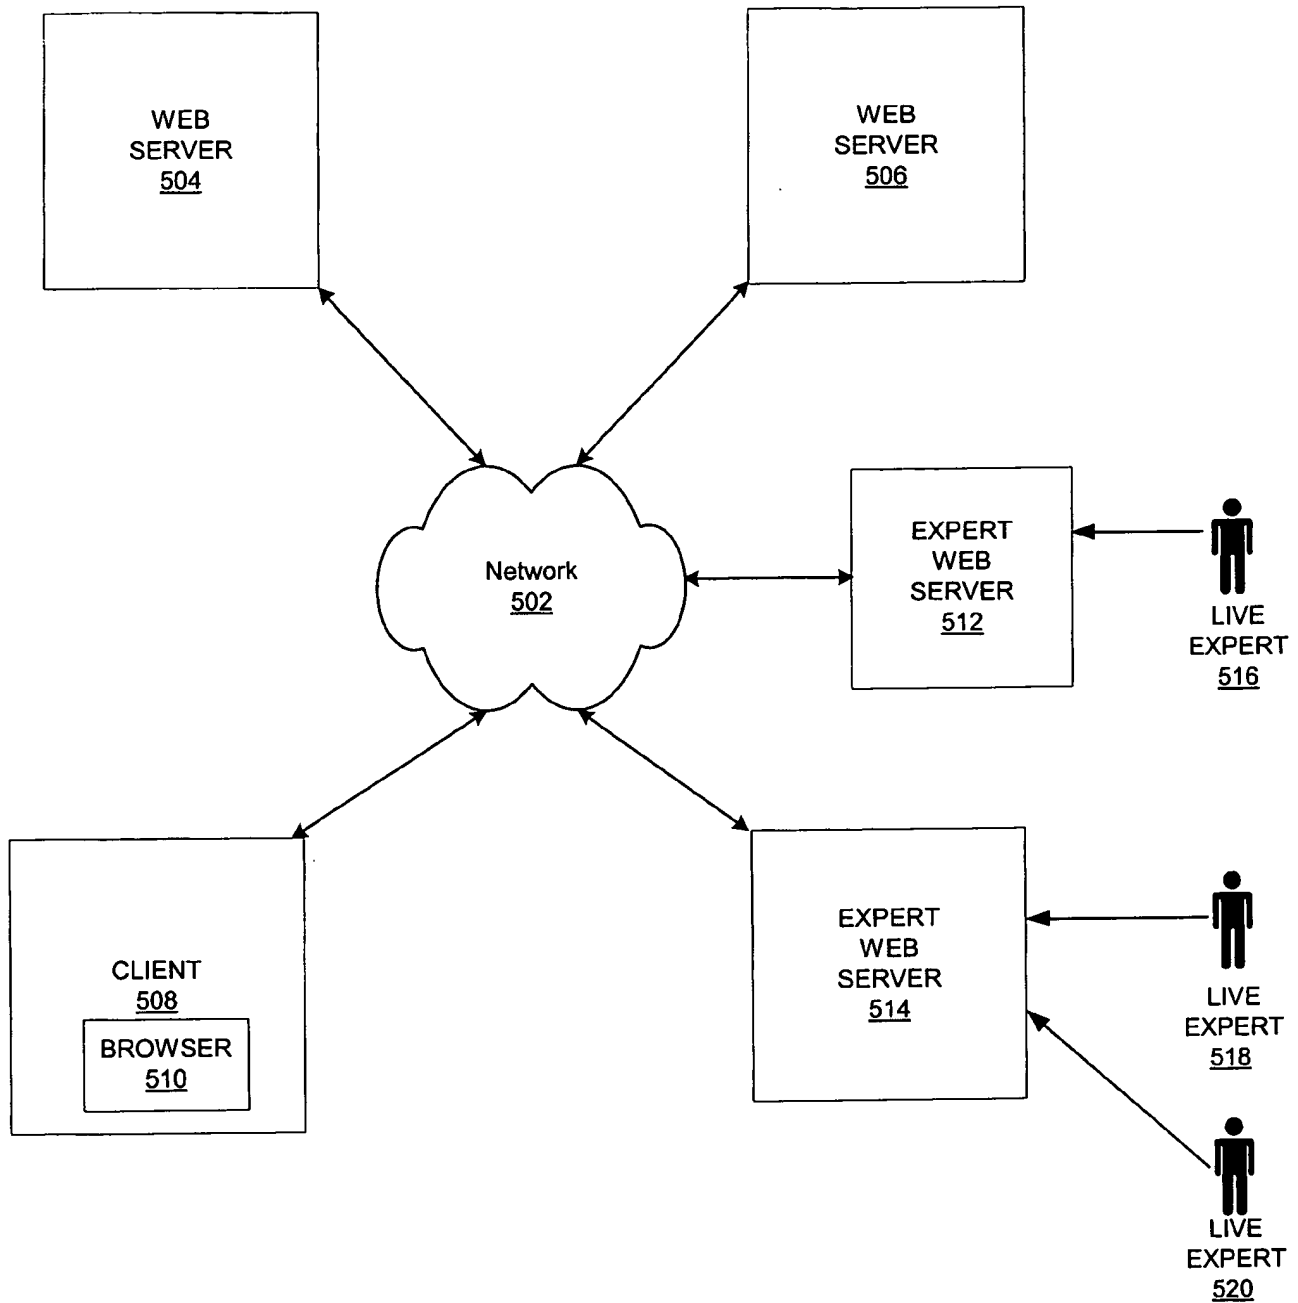 WEB
SERVER
504
WEB
SERVER
506
Network
502
EXPERT
WEB
SERVER
512
LIVE
EXPERT
516
CLIENT
508
BROWSER
510
EXPERT
WEB
SERVER
514
LIVE
EXPERT
518
LIVE
EXPERT
520